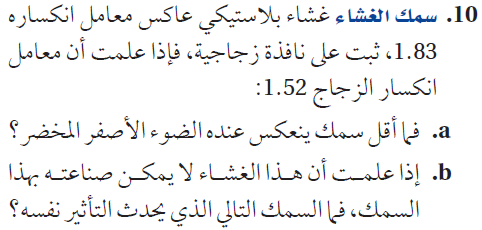 10. سمك الغشاء غشاء بلاستيكي عاكس معامل انكساره
1.83، ثبت على نافذة زجاجية، فإذا علمت أن معامل
انكسار الزجاج 1.52:
a. فما أقل سمك ينعكس عنده الضوء الأصفر المخضر؟
b. إذا علمت أن هذا الغشاء لا يمكن صناعته بهذا
السمك، فما السمك التالي الذي يحدث التأثير نفسه؟